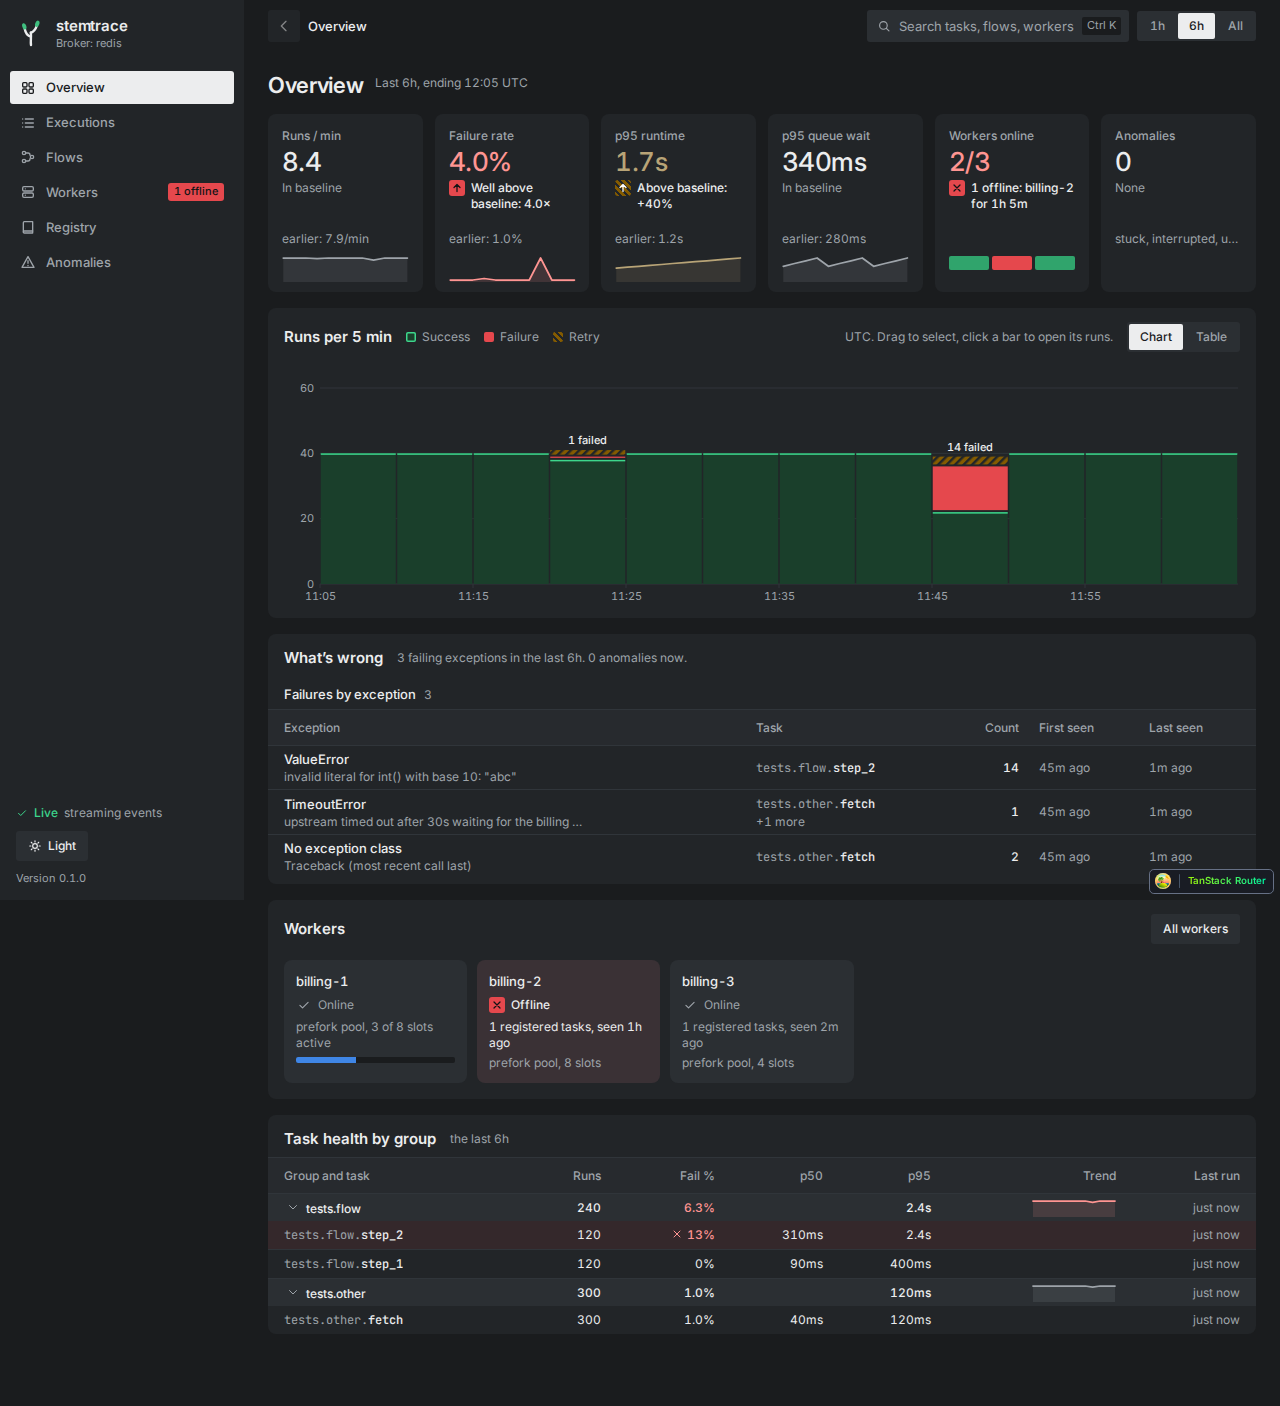 stemtrace
Broker: redis
Overview
Executions
Flows
Workers
1 offline
Registry
Anomalies
Live streaming events
Light
Version 0.1.0
Overview
Search tasks, flows, workers
Ctrl K
1h
6h
All
Overview
Last 6h, ending 12:05 UTC
Runs / min
8.4
In baseline
earlier: 7.9/min
Failure rate
4.0%
Well above
baseline: 4.0×
earlier: 1.0%
p95 runtime
1.7s
Above baseline:
+40%
earlier: 1.2s
p95 queue wait
340ms
In baseline
earlier: 280ms
Workers online
2/3
1 offline: billing-2
for 1h 5m
Anomalies
0
None
stuck, interrupted, u…
Runs per 5 min
Success
Failure
Retry
UTC. Drag to select, click a bar to open its runs.
Chart
Table
60
40
20
0
1 failed
14 failed
11:05
11:15
11:25
11:35
11:45
11:55
What's wrong
3 failing exceptions in the last 6h. 0 anomalies now.
Failures by exception 3
Exception Task Count First seen Last seen
ValueError
invalid literal for int() with base 10: "abc"
tests.flow.step_2 14 45m ago 1m ago
TimeoutError
upstream timed out after 30s waiting for the billing …
tests.other.fetch
+1 more
1 45m ago 1m ago
No exception class
Traceback (most recent call last)
tests.other.fetch 2 45m ago 1m ago
TanStack Router
Workers
All workers
billing-1
Online
prefork pool, 3 of 8 slots
active
billing-2
Offline
1 registered tasks, seen 1h
ago
prefork pool, 8 slots
billing-3
Online
1 registered tasks, seen 2m
ago
prefork pool, 4 slots
Task health by group
the last 6h
Group and task Runs Fail % p50 p95 Trend Last run
tests.flow 240 6.3% 2.4s just now
tests.flow.step_2 120 13% 310ms 2.4s just now
tests.flow.step_1 120 0% 90ms 400ms just now
tests.other 300 1.0% 120ms just now
tests.other.fetch 300 1.0% 40ms 120ms just now